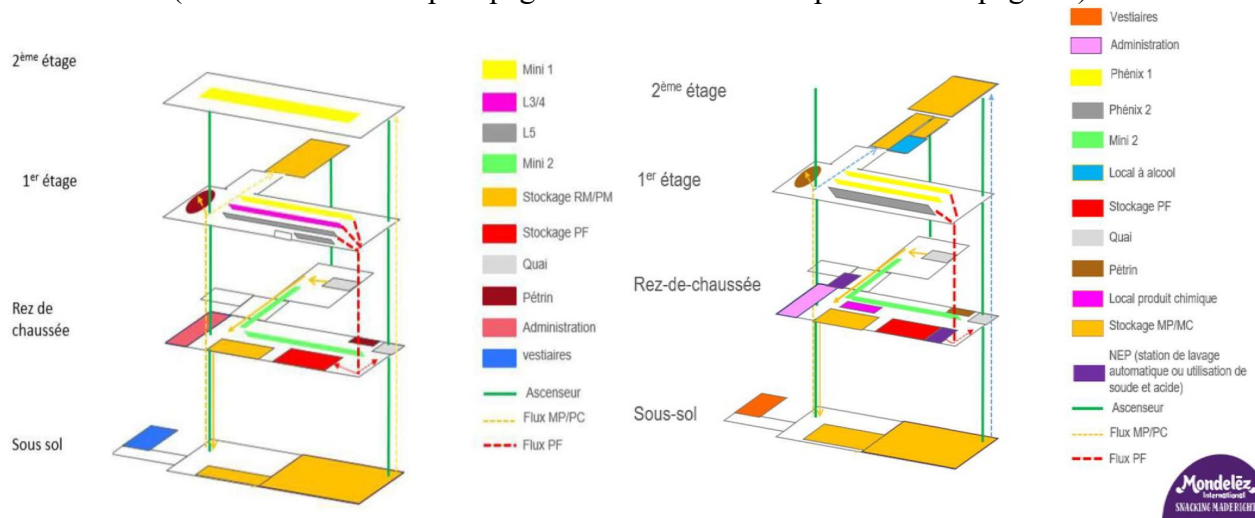 2ème étage
1er étage
Rez de
chaussée
Sous sol
Mini 1
L3/4
L5
Mini 2
Stockage RM/PM
Stockage PF
Quai
Pétrin
Administration
vestiaires
Ascenseur
Flux MP/PC
Flux PF
2ème étage
1er étage
Rez-de-chaussée
Sous-sol
Vestiaires
Administration
Phénix 1
Phénix 2
Mini 2
Local à alcool
Stockage PF
Quai
Pétrin
Local produit chimique
Stockage MP/MC
NEP (station de lavage
automatique ou utilisation de
soude et acide)
Ascenseur
Flux MP/PC
Flux PF
Mondelēz
International
SNACKING MADE RIGHT